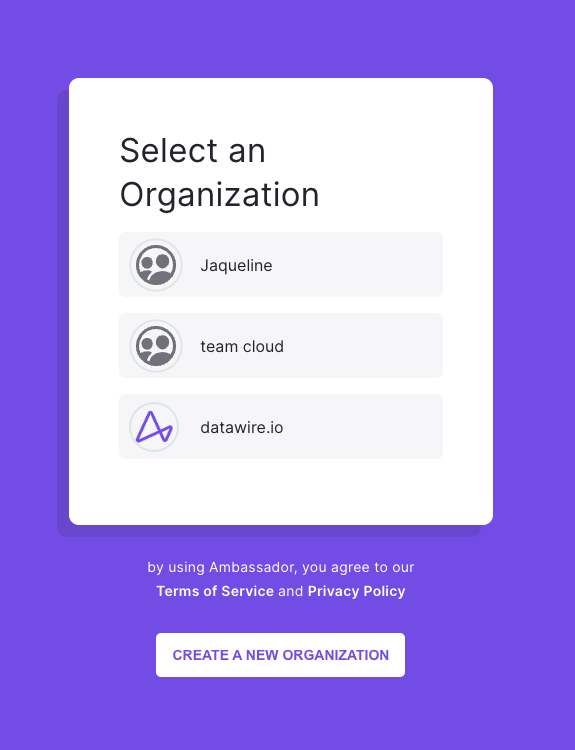 Select an
Organization
Jaqueline
team cloud
datawire.io
by using Ambassador, you agree to our
Terms of Service and Privacy Policy
CREATE A NEW ORGANIZATION